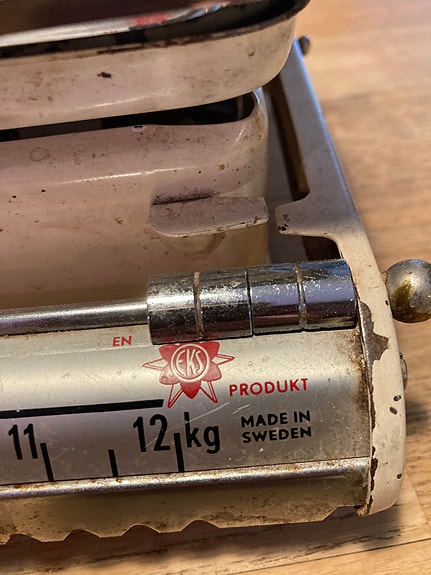 EN
EKS
PRODUKT
11 12 kg
MADE IN
SWEDEN